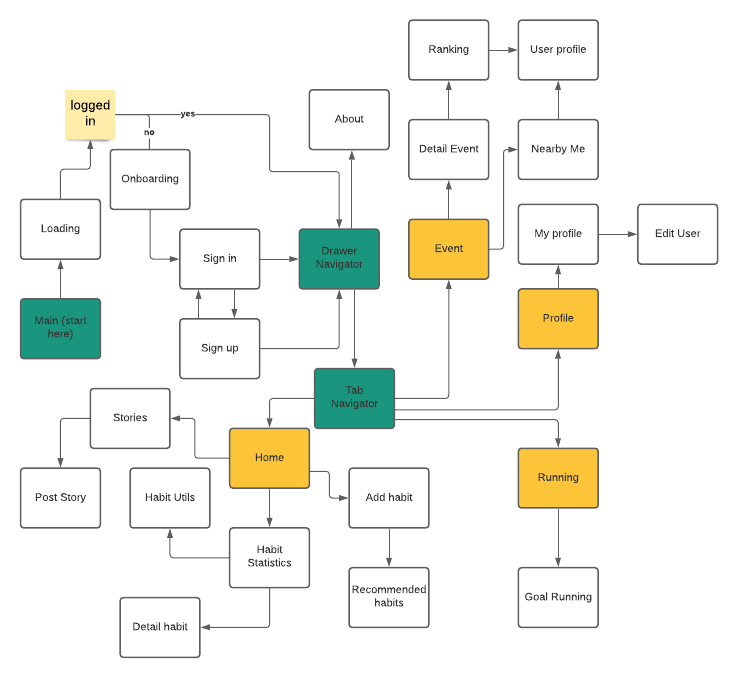 Ranking
User profile
logged
in
yes
no
About
Detail Event
Nearby Me
Onboarding
Loading
Sign in
Drawer
Navigator
Event
My profile
Edit User
Main (start
here)
Sign up
Profile
Tab
Navigator
Stories
Home
Running
Post Story
Habit Utils
Add habit
Habit
Statistics
Recommended
habits
Goal Running
Detail habit